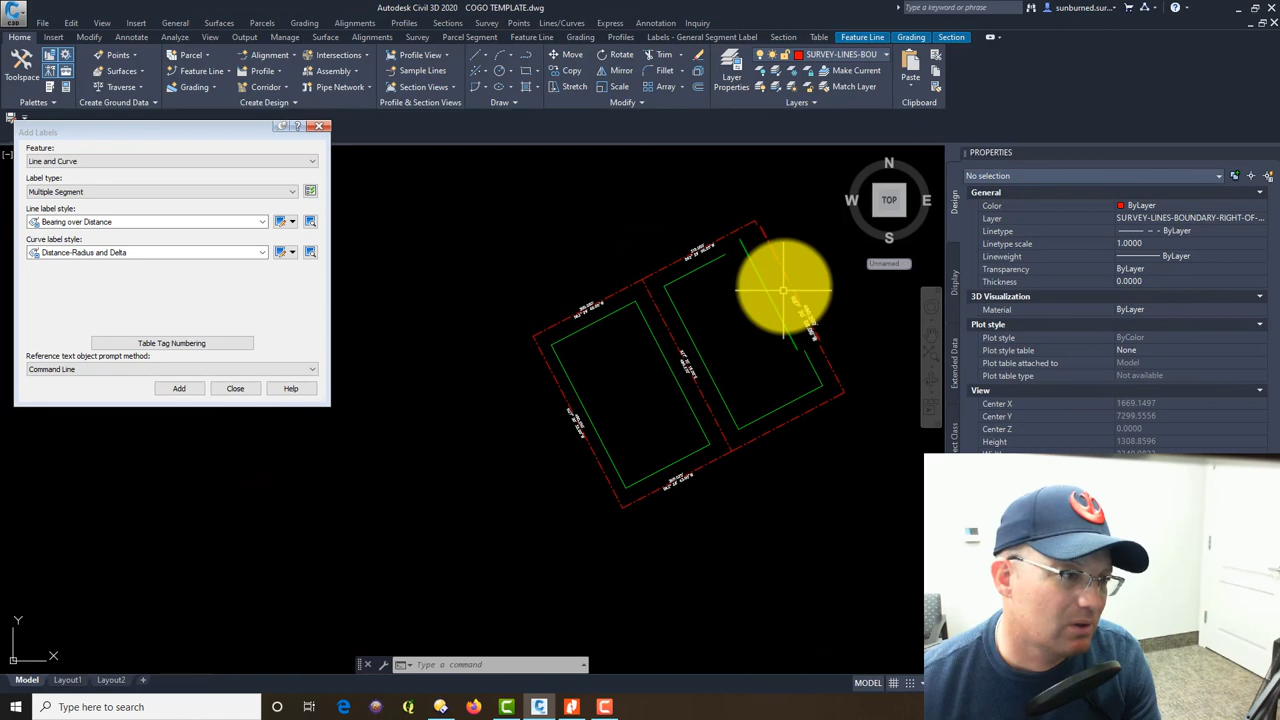 Autodesk Civil 3D 2020 COGO TEMPLATE.dwg
Type a keyword or phrase
sunburned.sur...
File Edit View Insert General Surfaces Parcels Grading Alignments Profiles Sections Survey Points Lines/Curves Express Annotation Inquiry
Home Insert Annotate Analyze View Output Manage Surface Alignments Survey Parcel Segment Feature Line Grading Profiles Labels - General Segment Label Section Table Feature Line Grading Section
Toolspace
Points
Surfaces
Traverse
Feature Line
Grading
Alignment
Profile
Corridor
Intersections
Assembly
Pipe Network
Profile View
Sample Lines
Section Views
Move
Copy
Stretch
Rotate
Mirror
Scale
Trim
Fillet
Array
Layer
Properties
SURVEY-LINES-BOU
Make Current
Match Layer
Paste
Palettes Create Ground Data Create Design Profile & Section Views Draw Modify Layers Clipboard
Add Labels
Feature:
Line and Curve
Label type:
Multiple Segment
Line label style:
Bearing over Distance
Curve label style:
Distance-Radius and Delta
Table Tag Numbering
Reference text object prompt method:
Command Line
Add Close Help
N
W TOP E
S
Unnamed
PROPERTIES
No selection
Design
Display
Extended Data
General
Color ByLayer
Layer SURVEY-LINES-BOUNDARY-RIGHT-OF-...
Linetype ByLayer
Linetype scale 1.0000
Lineweight ByLayer
Transparency ByLayer
Thickness 0.0000
3D Visualization
Material ByLayer
Plot style
Plot style ByColor
Plot style table None
Plot table attached to Model
Plot table type Not available
View
Center X 1669.1497
Center Y 7299.5556
Center Z 0.0000
Height 1308.8596
Y
X
Type a command
Model Layout1 Layout2 +
MODEL
Type here to search